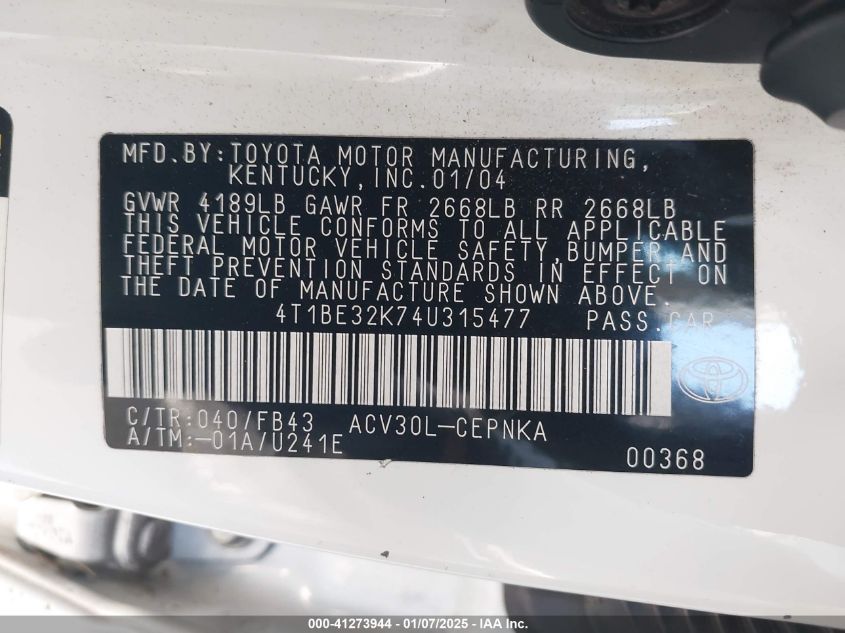 MFD.BY:TOYOTA MOTOR MANUFACTURING,
KENTUCKY,INC.01/04
GVWR 4189LB GAWR FR 2668LB RR 2668LB
THIS VEHICLE CONFORMS TO ALL APPLICABLE
FEDERAL MOTOR VEHICLE SAFETY,BUMPER,AND
THEFT PREVENTION STANDARDS IN EFFECT ON
THE DATE OF MANUFACTURE SHOWN ABOVE.
4T1BE32K74U315477 PASS.CAR
C/TR:040/FB43 ACV30L-CEPNKA
A/TM:-01A/U241E
00368
000-41273944 | 01/07/2025 | IAA Inc.